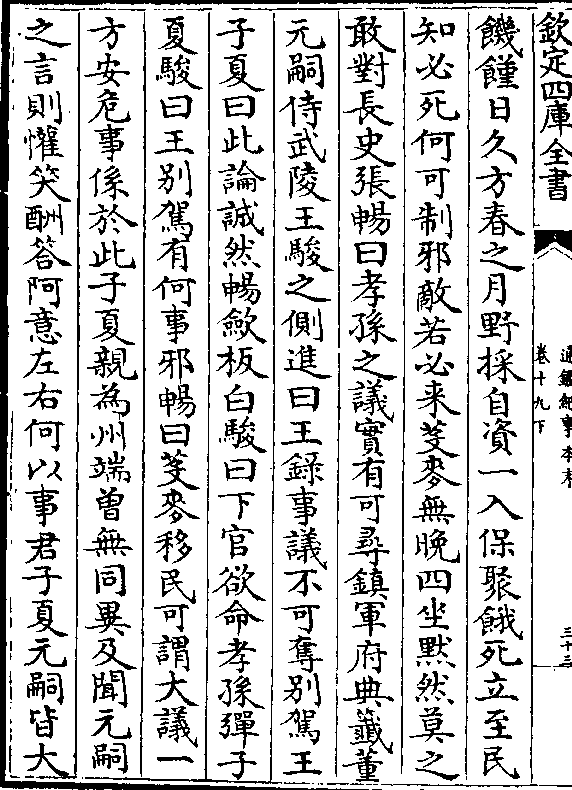 欽定四庫全書
通鑑紀事本末
卷十九下
三十三
饑饉日久方春之月野採自資一入保聚餓死立至民
知必死何可制邪敵若必来芟麥無晚四坐默然莫之
敢對長史張暢曰孝孫之議實有可尋鎮軍府典籖董
元嗣侍武陵王駿之側進曰王錄事議不可奪别駕王
子夏曰此論誠然暢歛板白駿曰下官欲命孝孫彈子
夏駿曰王别駕有何事邪暢曰芟麥移民可謂大議一
方安危事係於此子夏親為州端曾無同異及聞元嗣
之言則懽笑酬答阿意左右何以事君子夏元嗣皆大